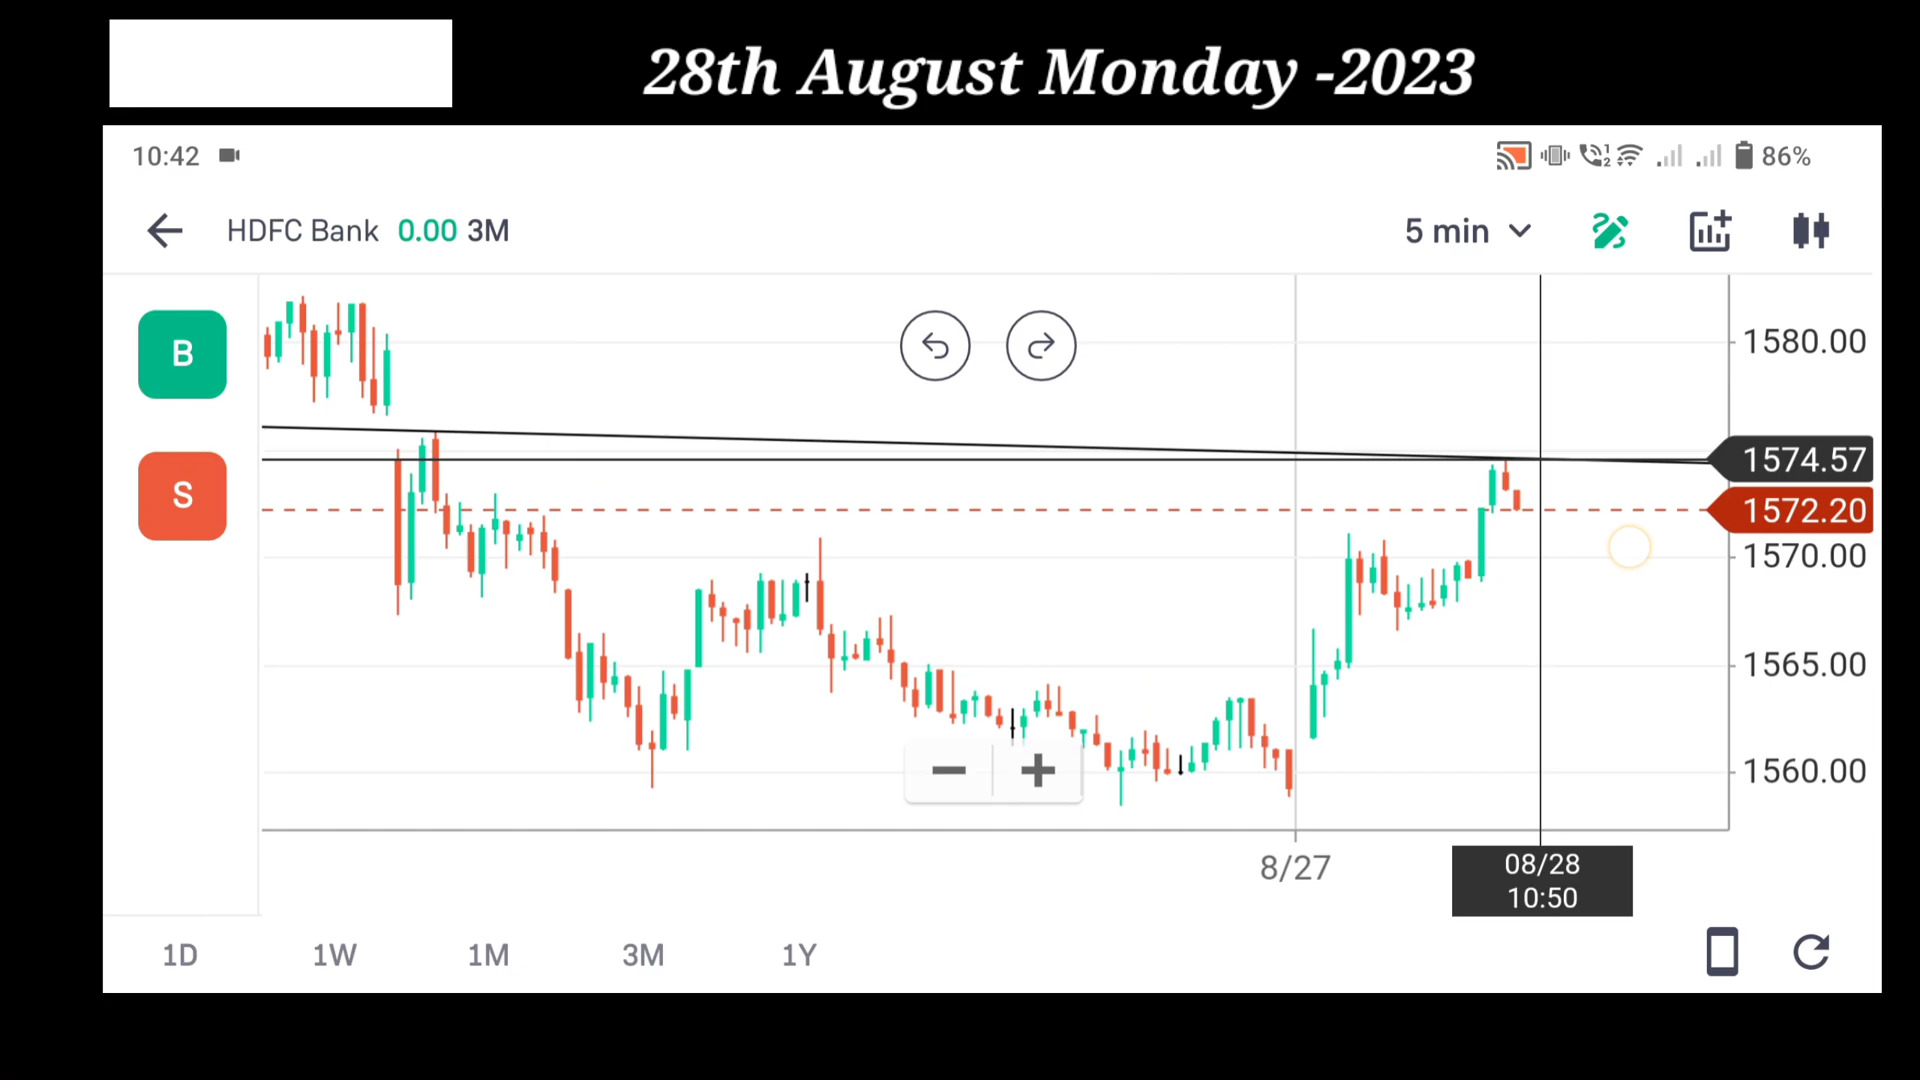 28th August Monday -2023
10:42 86%
HDFC Bank 0.00 3M 5 min
B
S
1580.00
1574.57
1572.20
1570.00
1565.00
1560.00
8/27
08/28
10:50
1D 1W 1M 3M 1Y